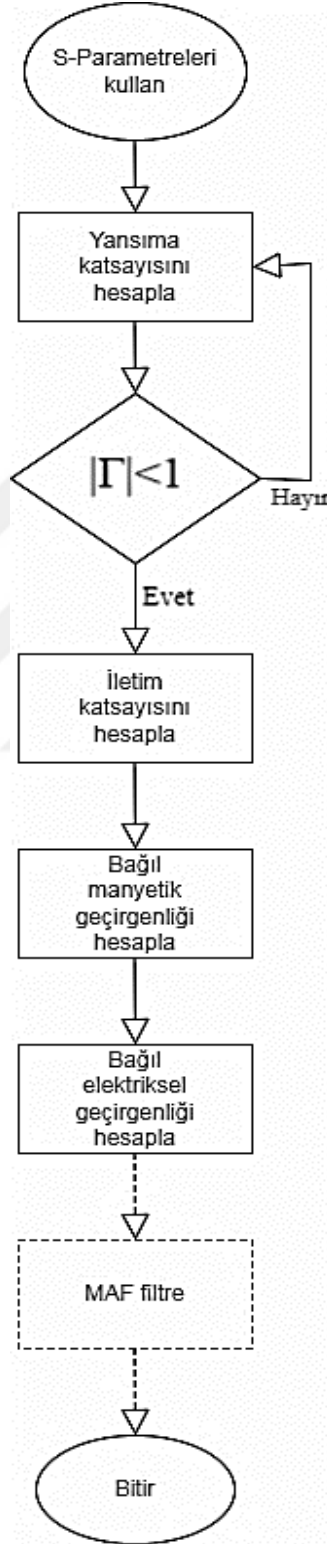 S-Parametreleri
kullan
Yansıma
katsayısını
hesapla
|Γ|<1
Hayır
Evet
İletim
katsayısını
hesapla
Bağıl
manyetik
geçirgenliği
hesapla
Bağıl
elektriksel
geçirgenliği
hesapla
MAF filtre
Bitir